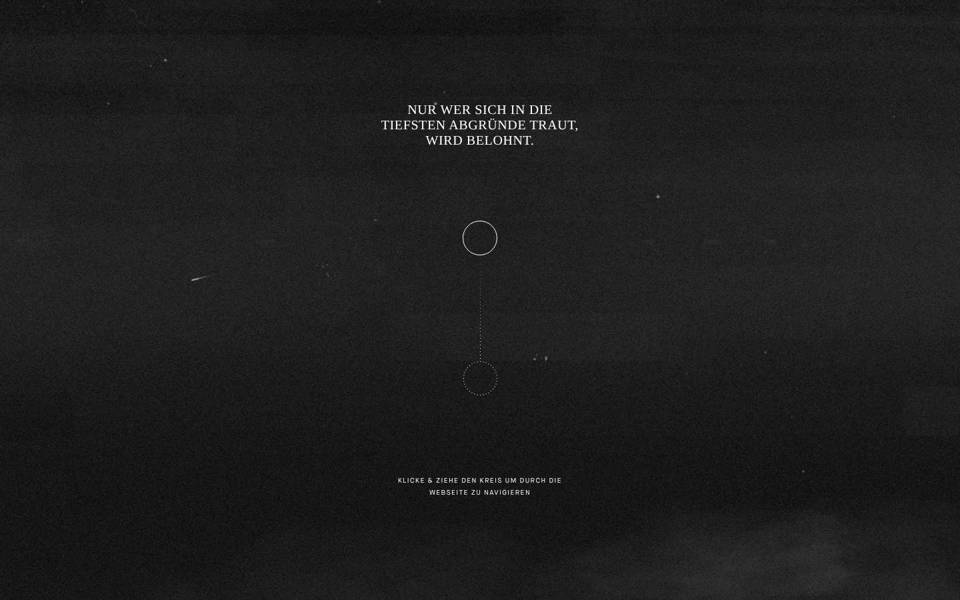 NUR WER SICH IN DIE
TIEFSTEN ABGRÜNDE TRAUT,
WIRD BELOHNT.
KLICKE & ZIEHE DEN KREIS UM DURCH DIE
WEBSEITE ZU NAVIGIEREN